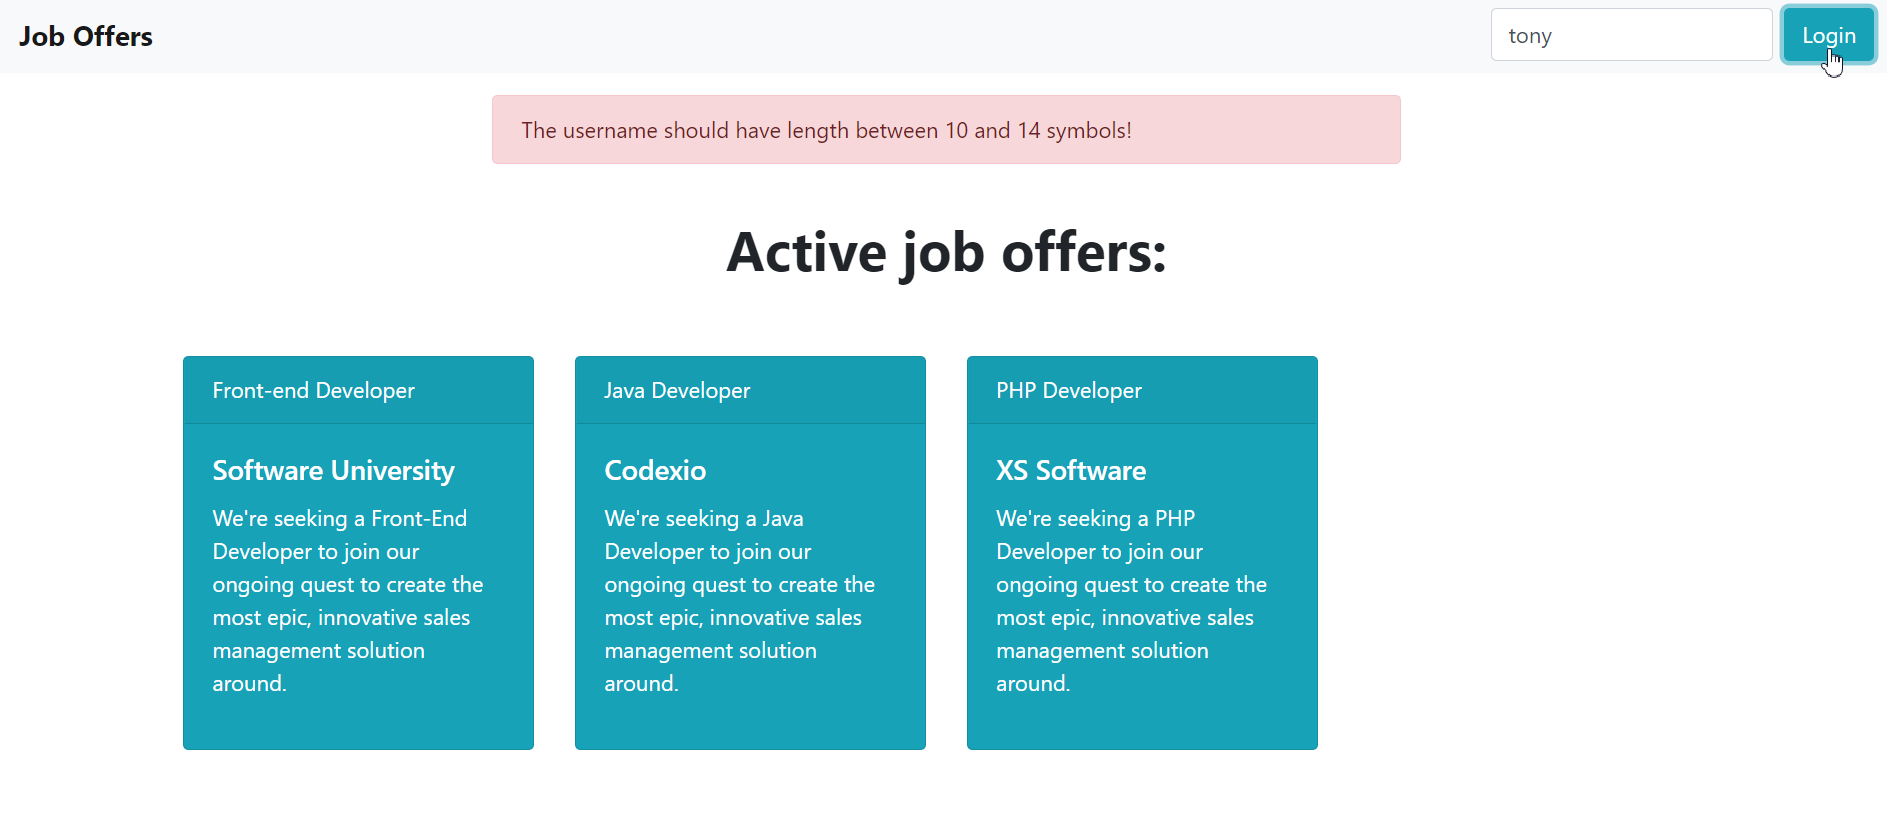 Job Offers
tony
Login
The username should have length between 10 and 14 symbols!
Active job offers:
Front-end Developer
Software University
We're seeking a Front-End
Developer to join our
ongoing quest to create the
most epic, innovative sales
management solution
around.
Java Developer
Codexio
We're seeking a Java
Developer to join our
ongoing quest to create the
most epic, innovative sales
management solution
around.
PHP Developer
XS Software
We're seeking a PHP
Developer to join our
ongoing quest to create the
most epic, innovative sales
management solution
around.